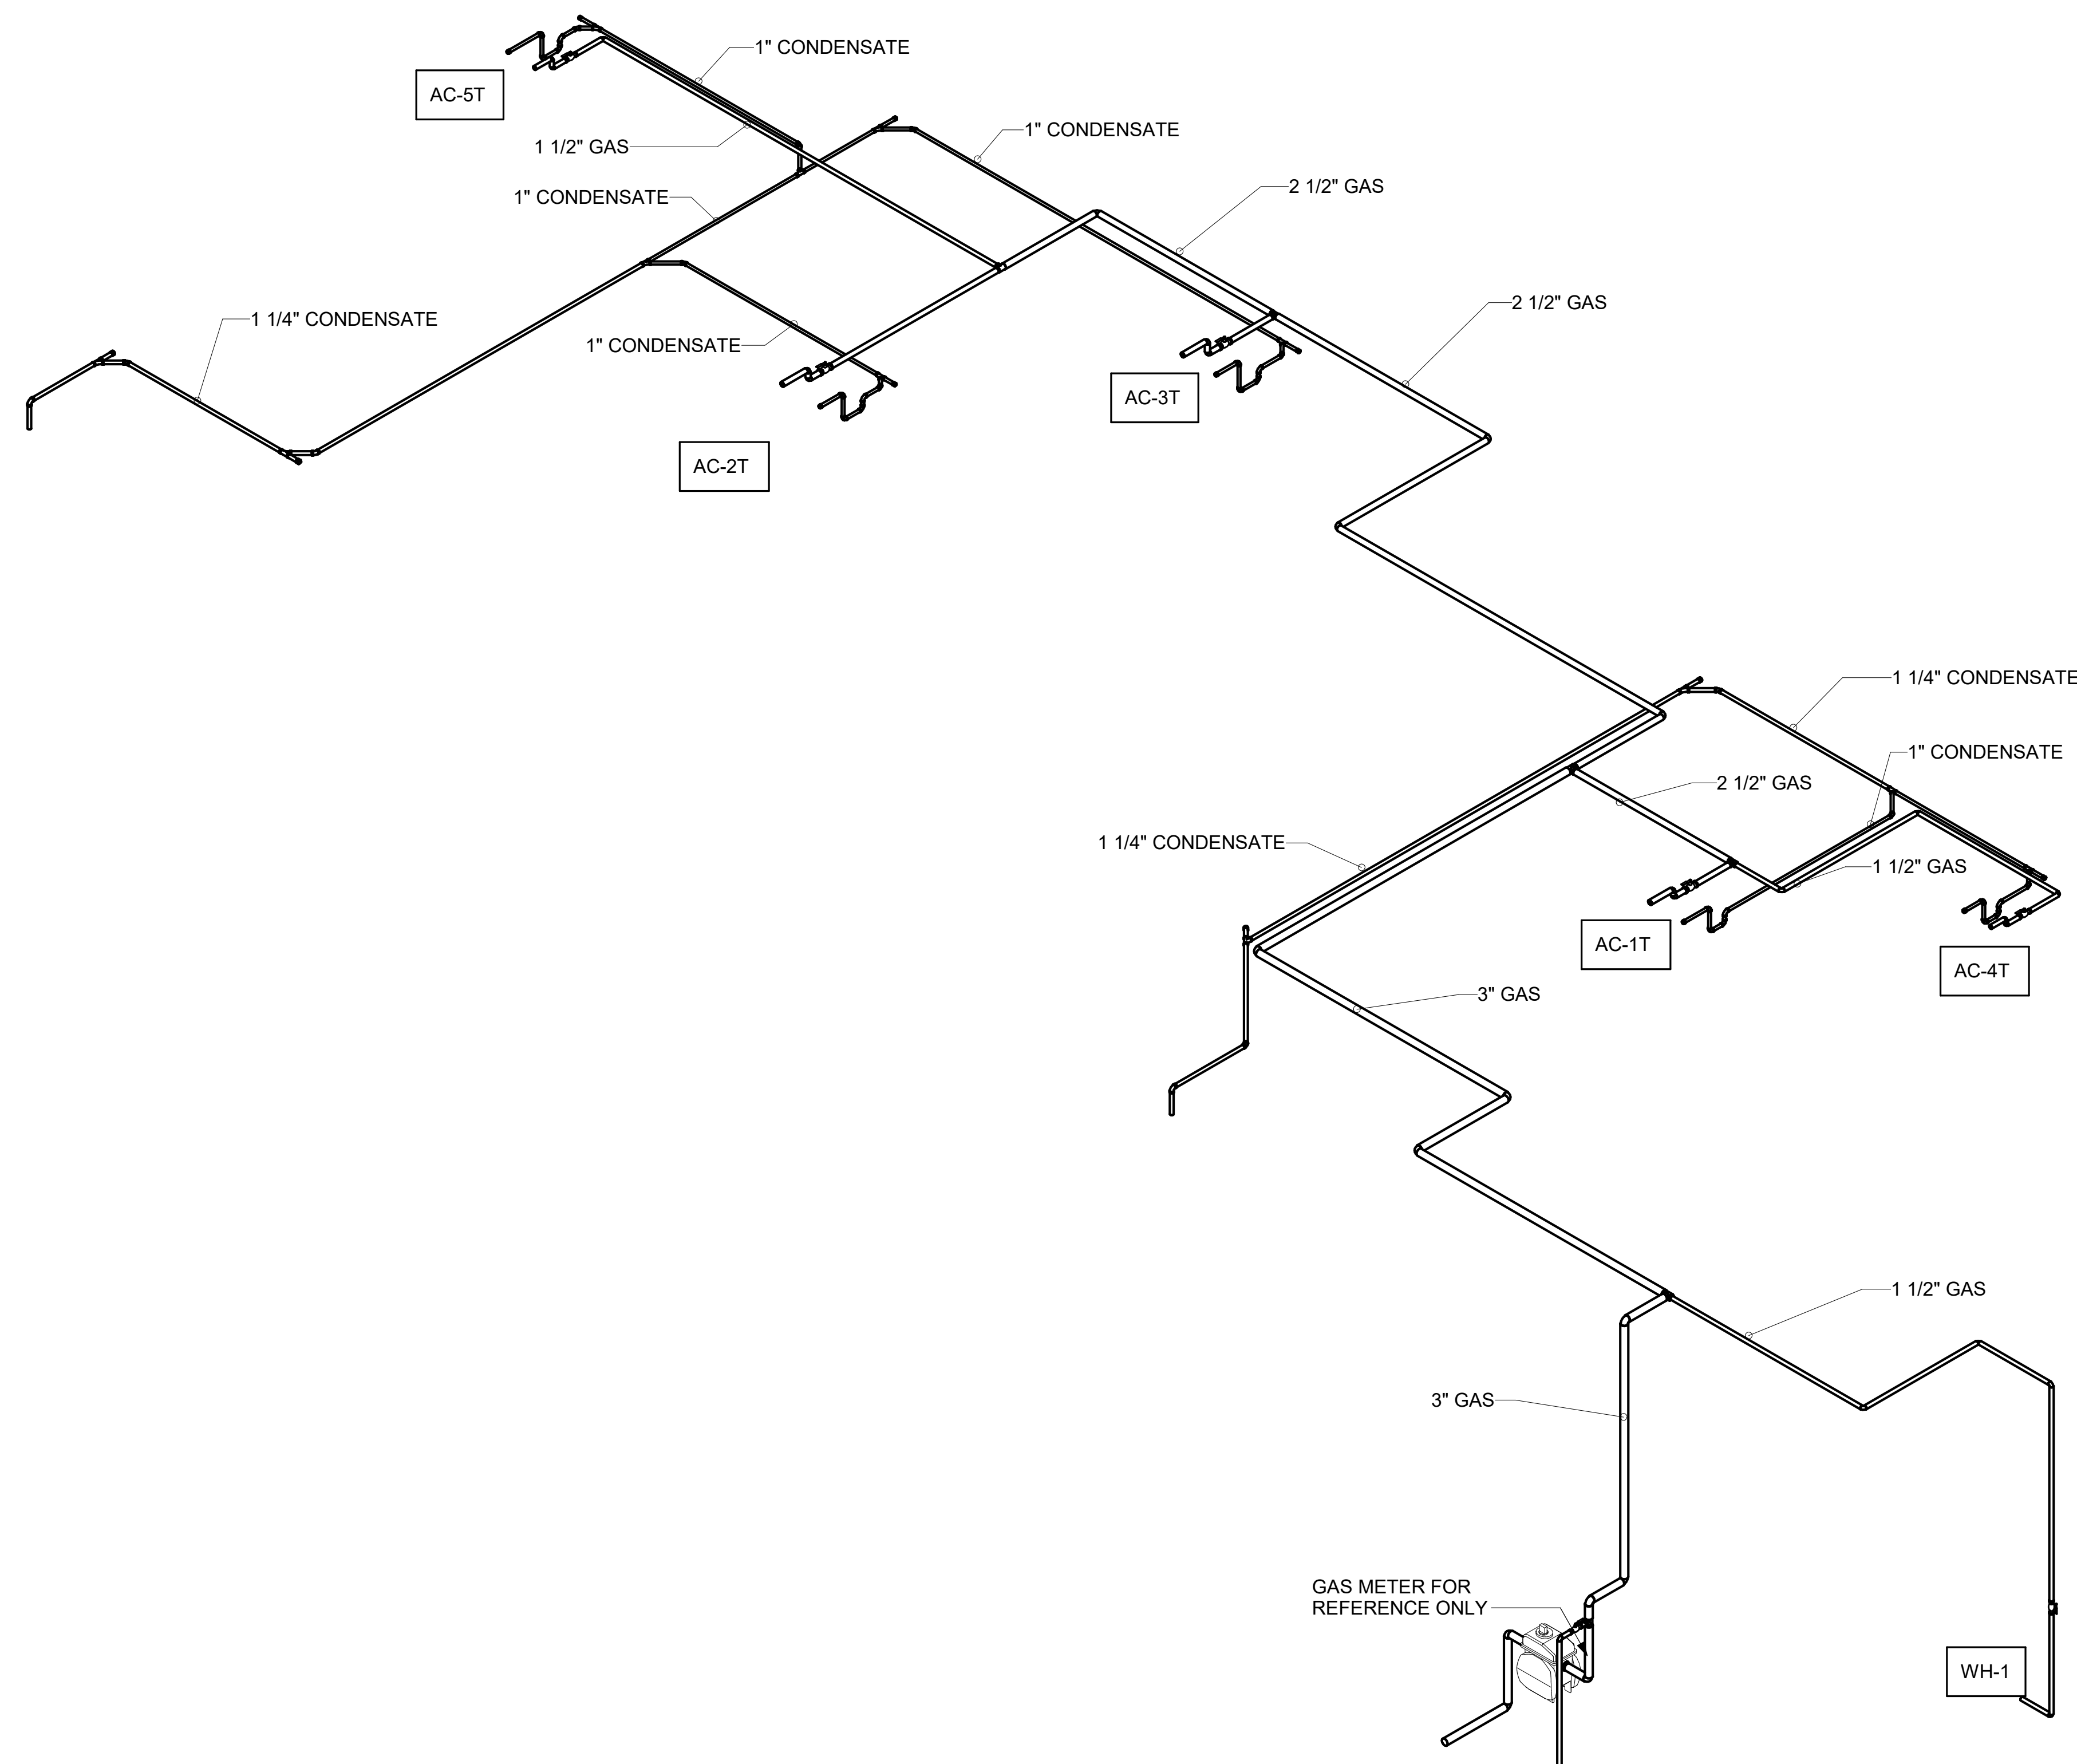 1" CONDENSATE
AC-5T
1" CONDENSATE
1 1/2" GAS
2 1/2" GAS
1" CONDENSATE
2 1/2" GAS
1 1/4" CONDENSATE
1" CONDENSATE
AC-3T
AC-2T
1 1/4" CONDENSATE
1" CONDENSATE
2 1/2" GAS
1 1/4" CONDENSATE
1 1/2" GAS
AC-1T
AC-4T
3" GAS
1 1/2" GAS
3" GAS
GAS METER FOR
REFERENCE ONLY
WH-1